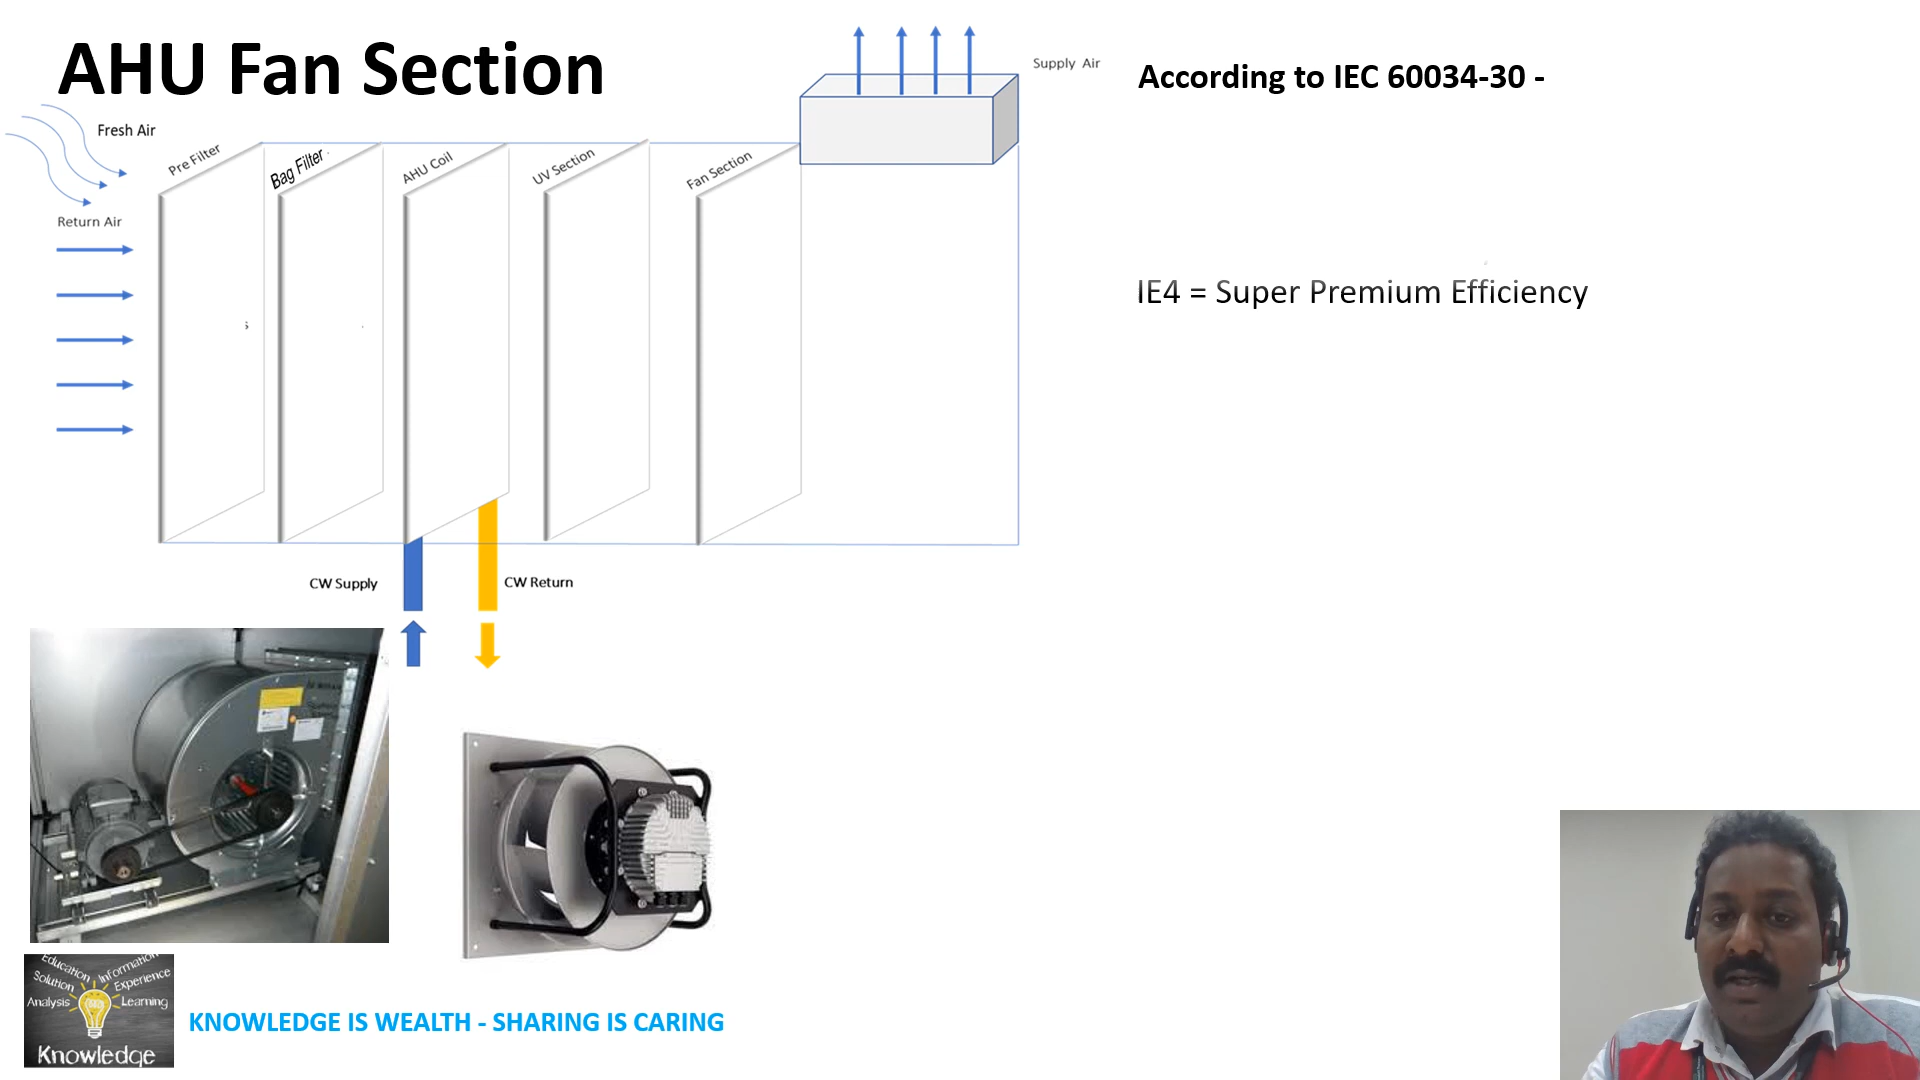 AHU Fan Section
Supply Air
According to IEC 60034-30 -
Fresh Air
Pre Filter
Bag Filter
AHU Coil
UV Section
Fan Section
Return Air
IE4 = Super Premium Efficiency
CW Supply
CW Return
Education
Information
Solution
Experience
Analysis
Learning
Knowledge
KNOWLEDGE IS WEALTH - SHARING IS CARING